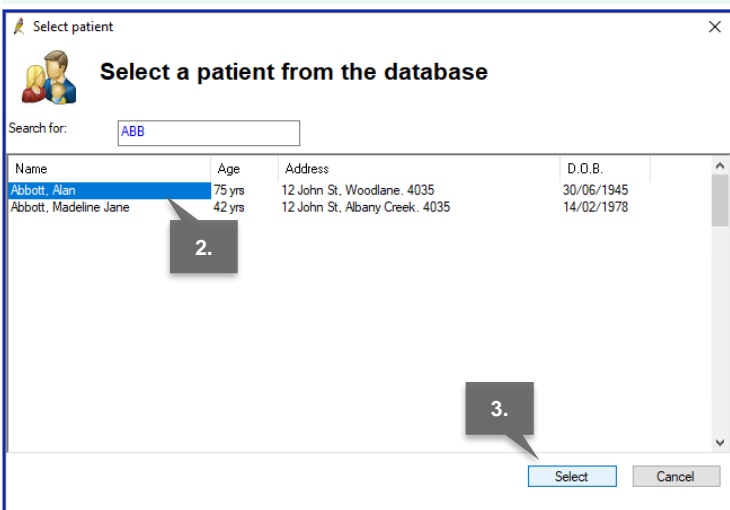 Select patient
Select a patient from the database
Search for: ABB
Name Age Address D.O.B.
Abbott, Alan 75 yrs 12 John St, Woodlane. 4035 30/06/1945
Abbott, Madeline Jane 42 yrs 12 John St, Albany Creek. 4035 14/02/1978
2.
3.
Select Cancel